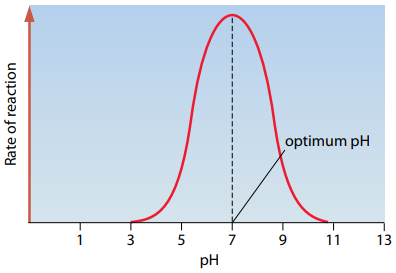 Rate of reaction
optimum pH
1 3 5 7 9 11 13
pH